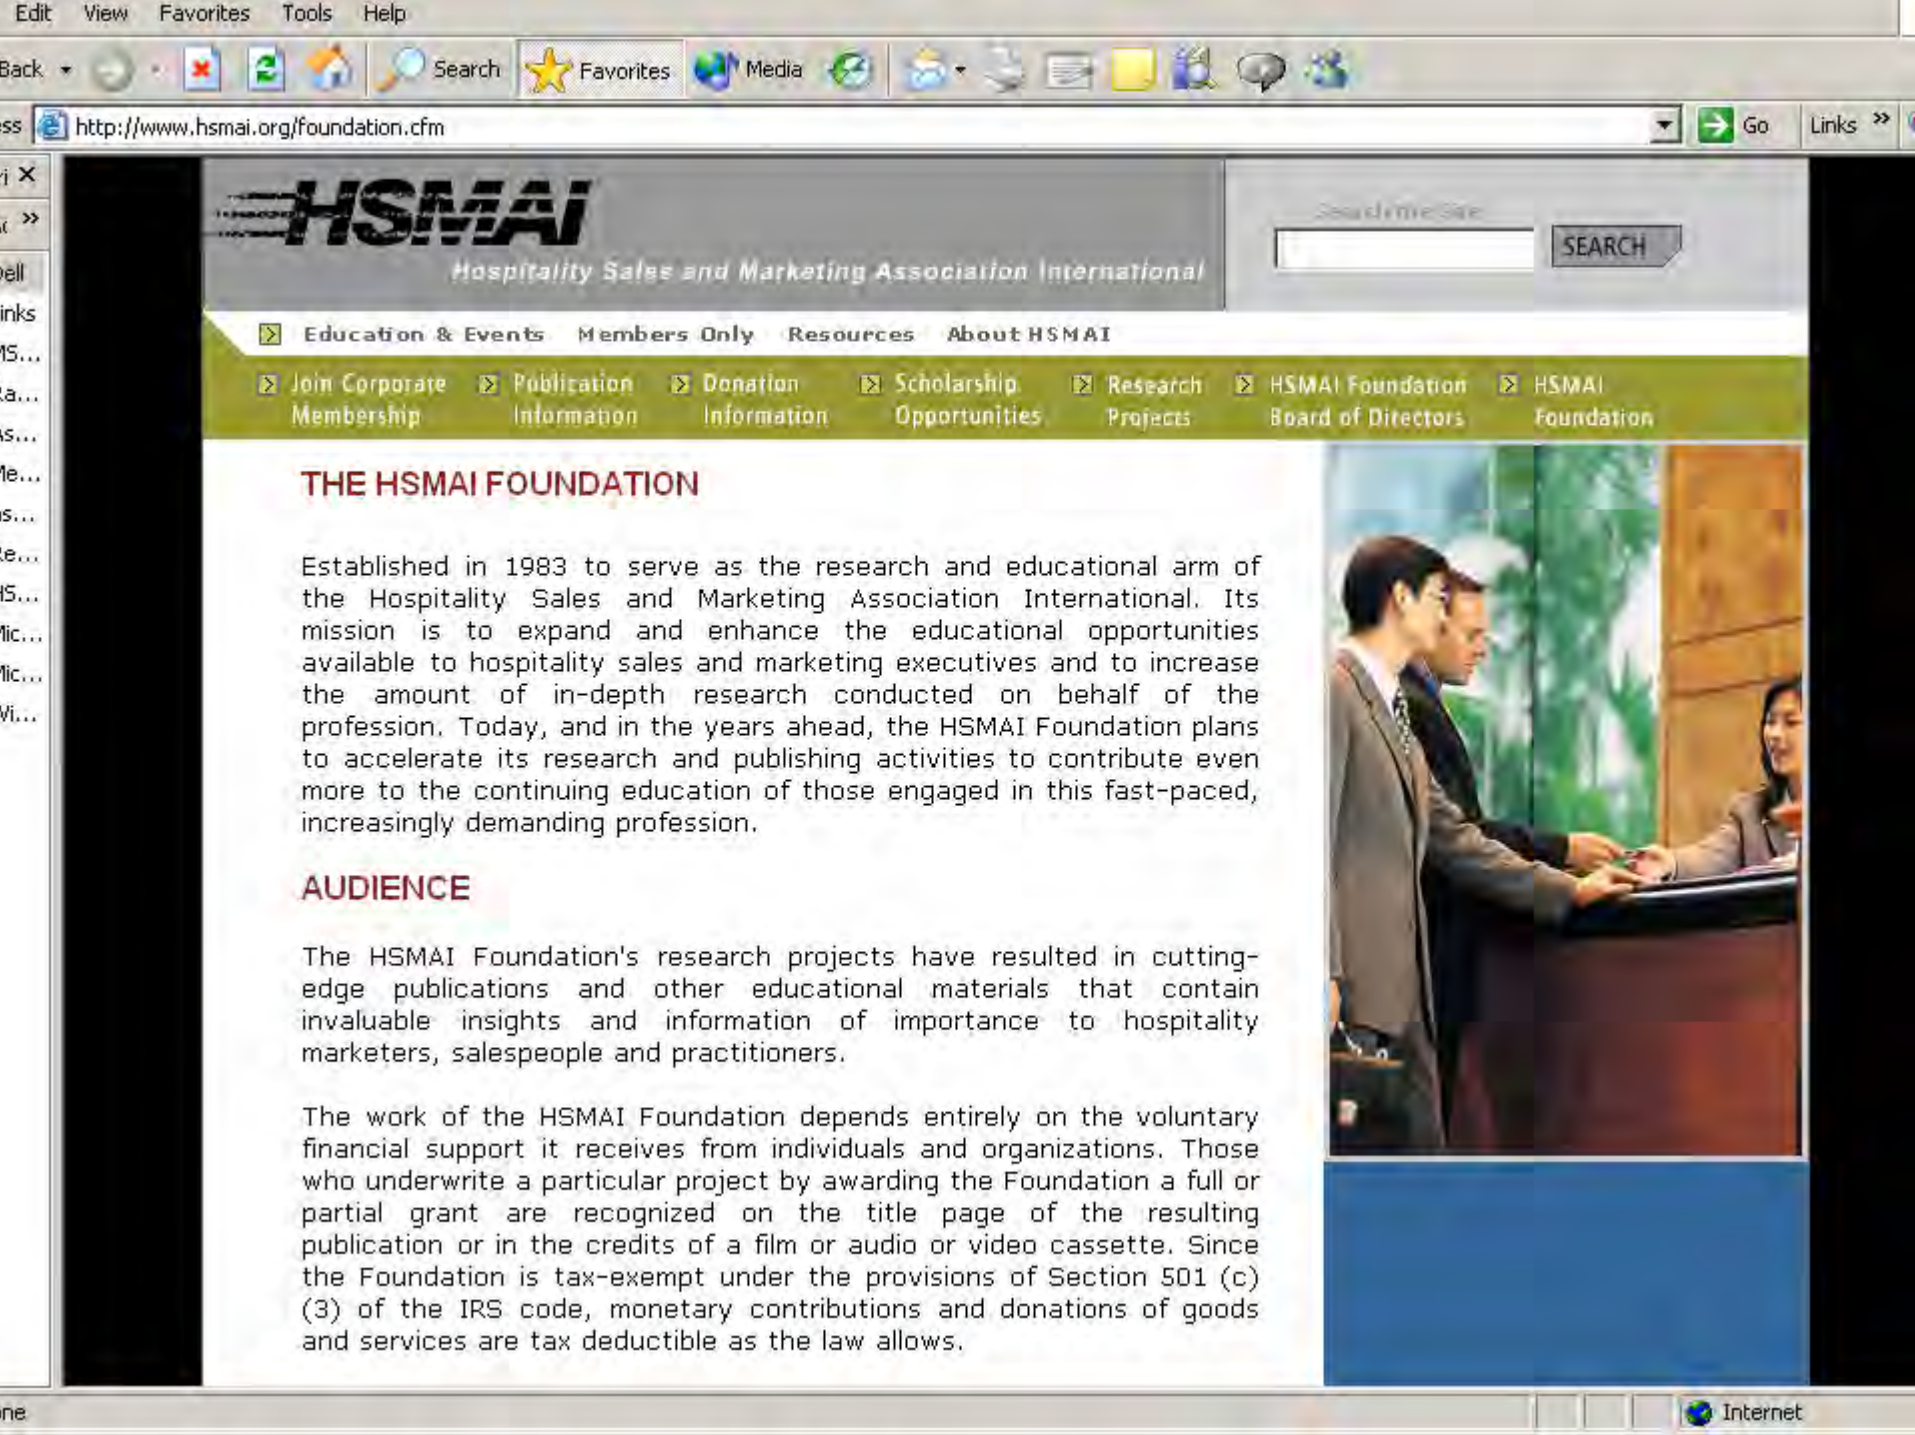 Edit View Favorites Tools Help
Back Search Favorites Media
ss http://www.hsmai.org/foundation.cfm Go Links »
HSMAI
Hospitality Sales and Marketing Association International
Search the Site
SEARCH
Education & Events Members Only Resources About HSMAI
Join Corporate Membership
Publication Information
Donation Information
Scholarship Opportunities
Research Projects
HSMAI Foundation Board of Directors
HSMAI Foundation
THE HSMAI FOUNDATION
Established in 1983 to serve as the research and educational arm of
the Hospitality Sales and Marketing Association International. Its
mission is to expand and enhance the educational opportunities
available to hospitality sales and marketing executives and to increase
the amount of in-depth research conducted on behalf of the
profession. Today, and in the years ahead, the HSMAI Foundation plans
to accelerate its research and publishing activities to contribute even
more to the continuing education of those engaged in this fast-paced,
increasingly demanding profession.
AUDIENCE
The HSMAI Foundation's research projects have resulted in cutting-
edge publications and other educational materials that contain
invaluable insights and information of importance to hospitality
marketers, salespeople and practitioners.
The work of the HSMAI Foundation depends entirely on the voluntary
financial support it receives from individuals and organizations. Those
who underwrite a particular project by awarding the Foundation a full or
partial grant are recognized on the title page of the resulting
publication or in the credits of a film or audio or video cassette. Since
the Foundation is tax-exempt under the provisions of Section 501 (c)
(3) of the IRS code, monetary contributions and donations of goods
and services are tax deductible as the law allows.
Internet